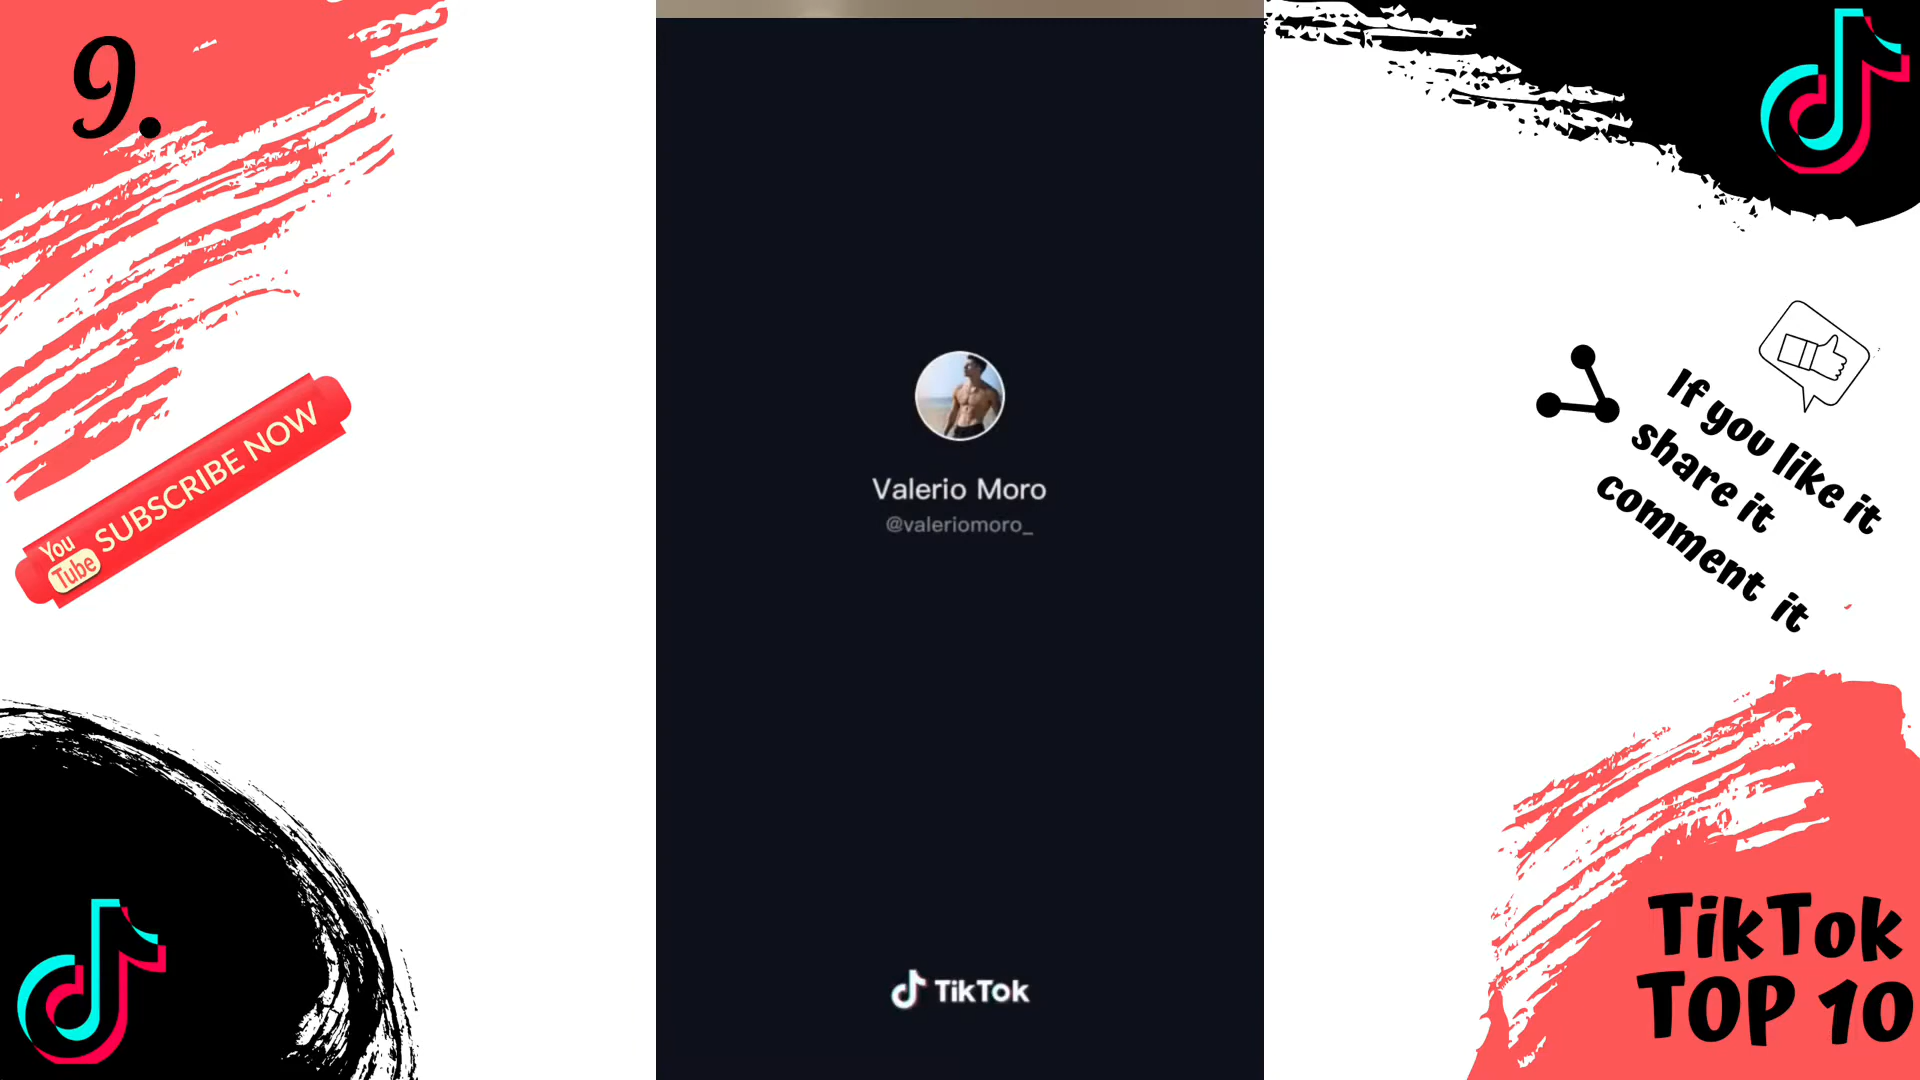 9.
You
Tube
SUBSCRIBE NOW
Valerio Moro
@valeriomoro_
TikTok
If you like it
share it
comment it
TikTok
TOP 10